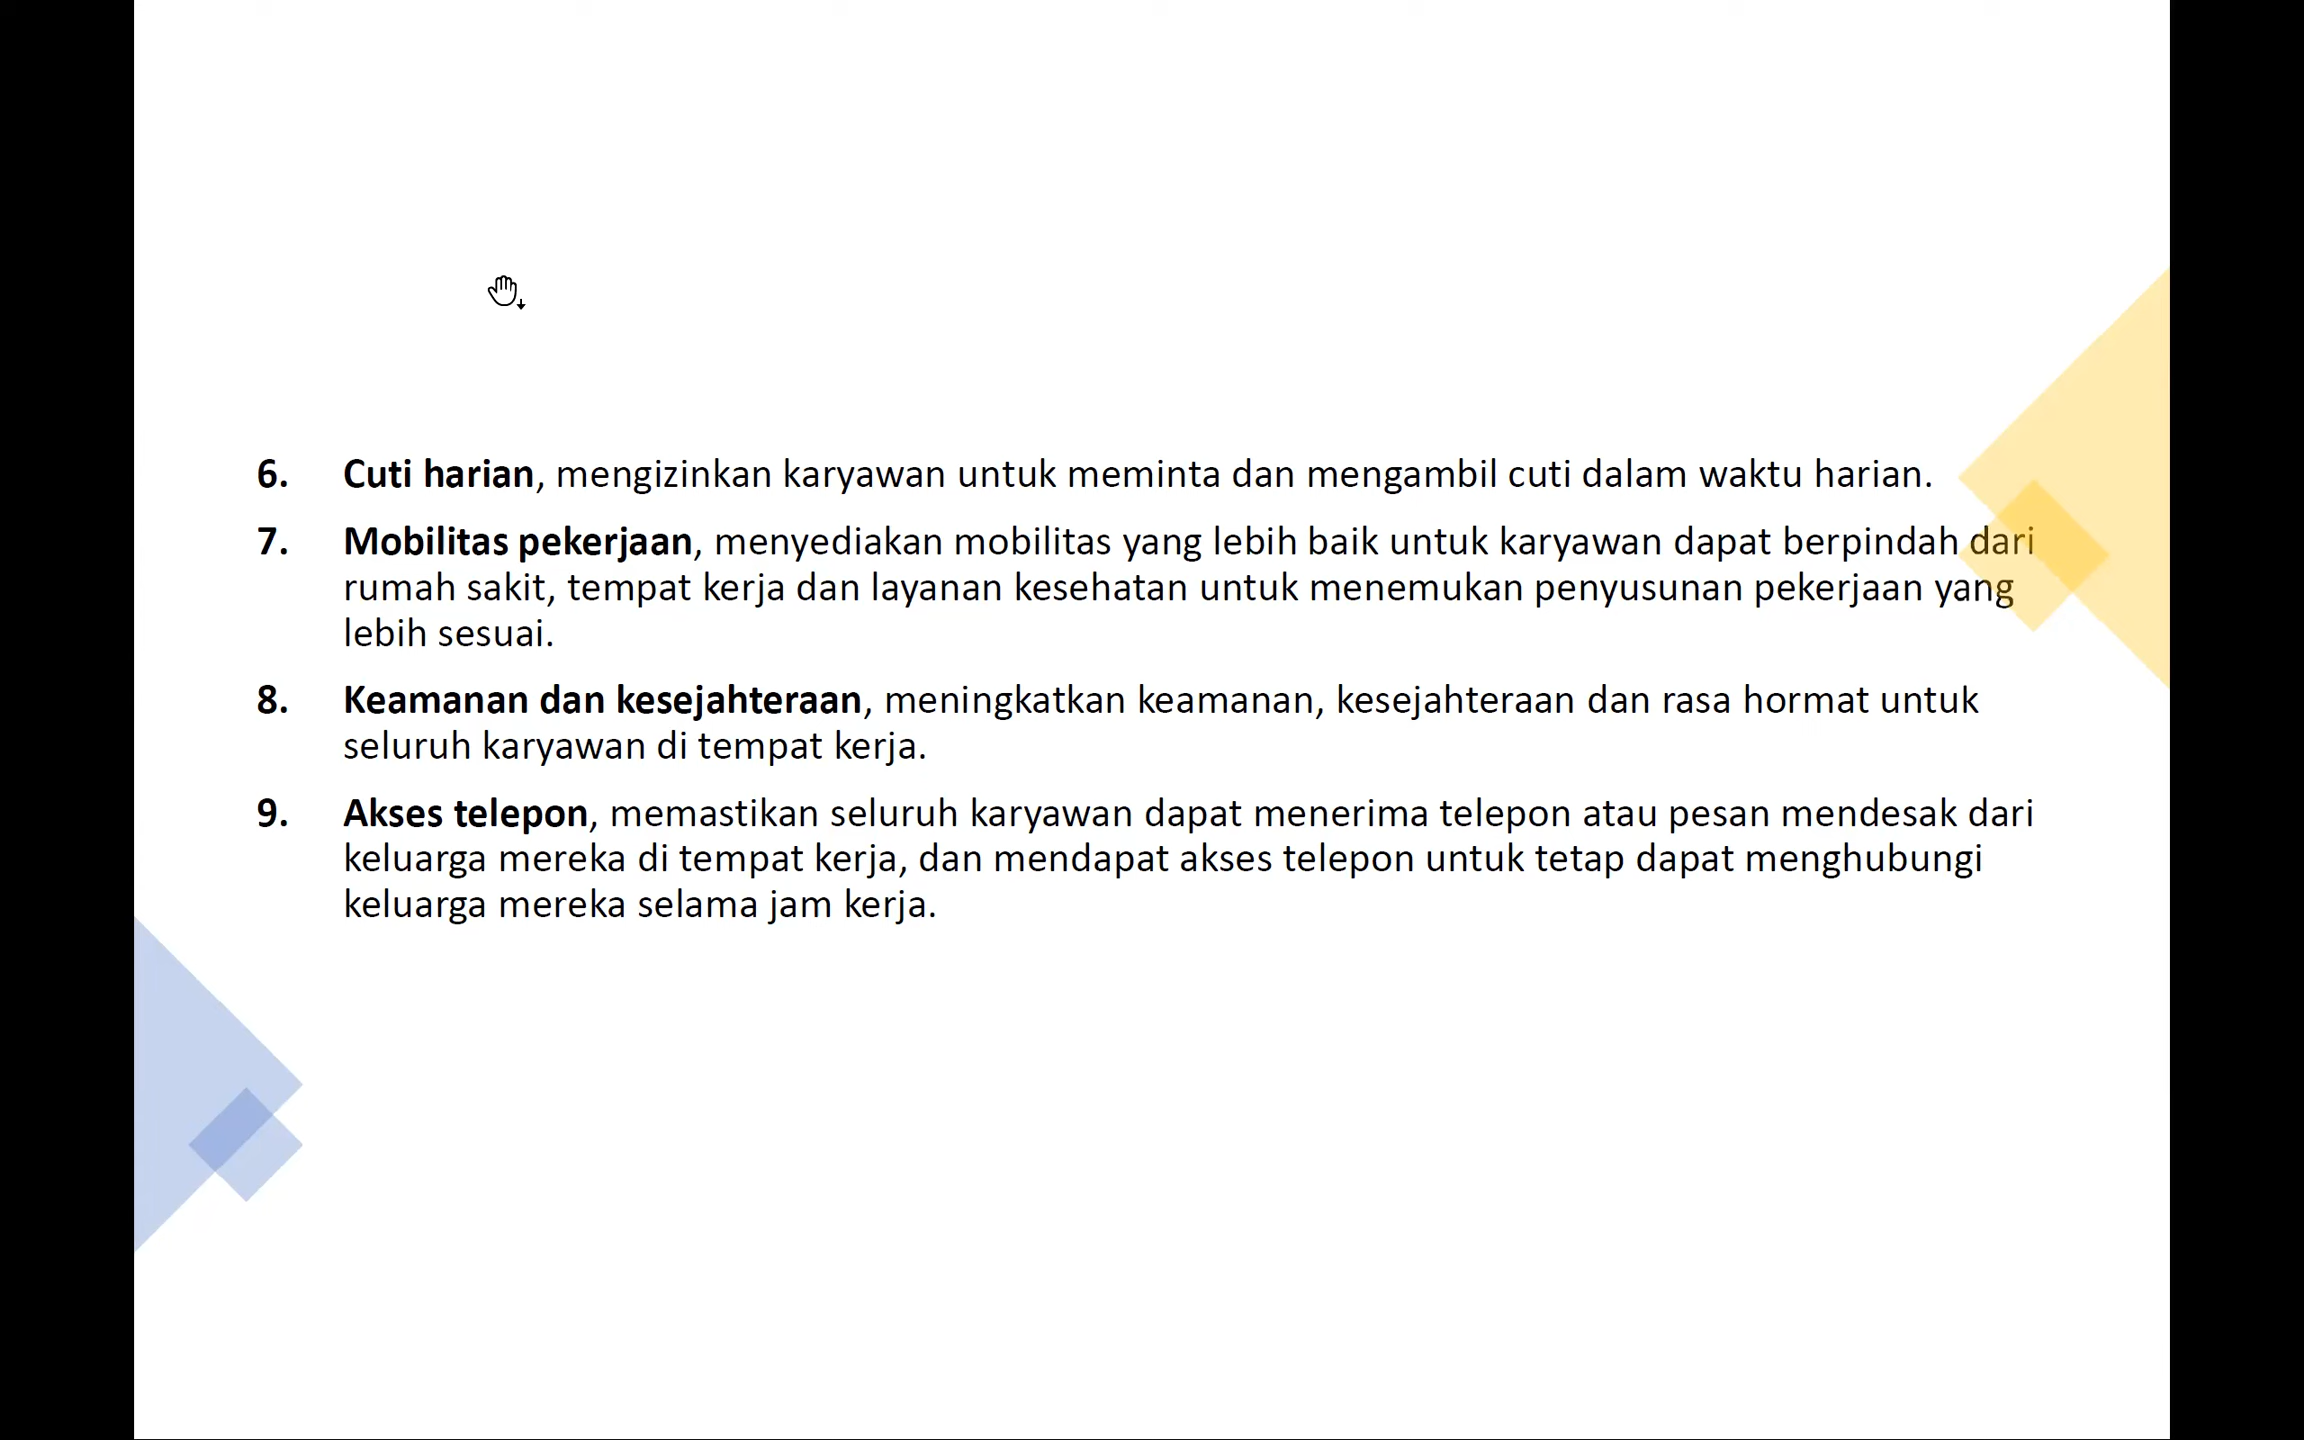 6. Cuti harian, mengizinkan karyawan untuk meminta dan mengambil cuti dalam waktu harian.
7. Mobilitas pekerjaan, menyediakan mobilitas yang lebih baik untuk karyawan dapat berpindah dari
rumah sakit, tempat kerja dan layanan kesehatan untuk menemukan penyusunan pekerjaan yang
lebih sesuai.
8. Keamanan dan kesejahteraan, meningkatkan keamanan, kesejahteraan dan rasa hormat untuk
seluruh karyawan di tempat kerja.
9. Akses telepon, memastikan seluruh karyawan dapat menerima telepon atau pesan mendesak dari
keluarga mereka di tempat kerja, dan mendapat akses telepon untuk tetap dapat menghubungi
keluarga mereka selama jam kerja.